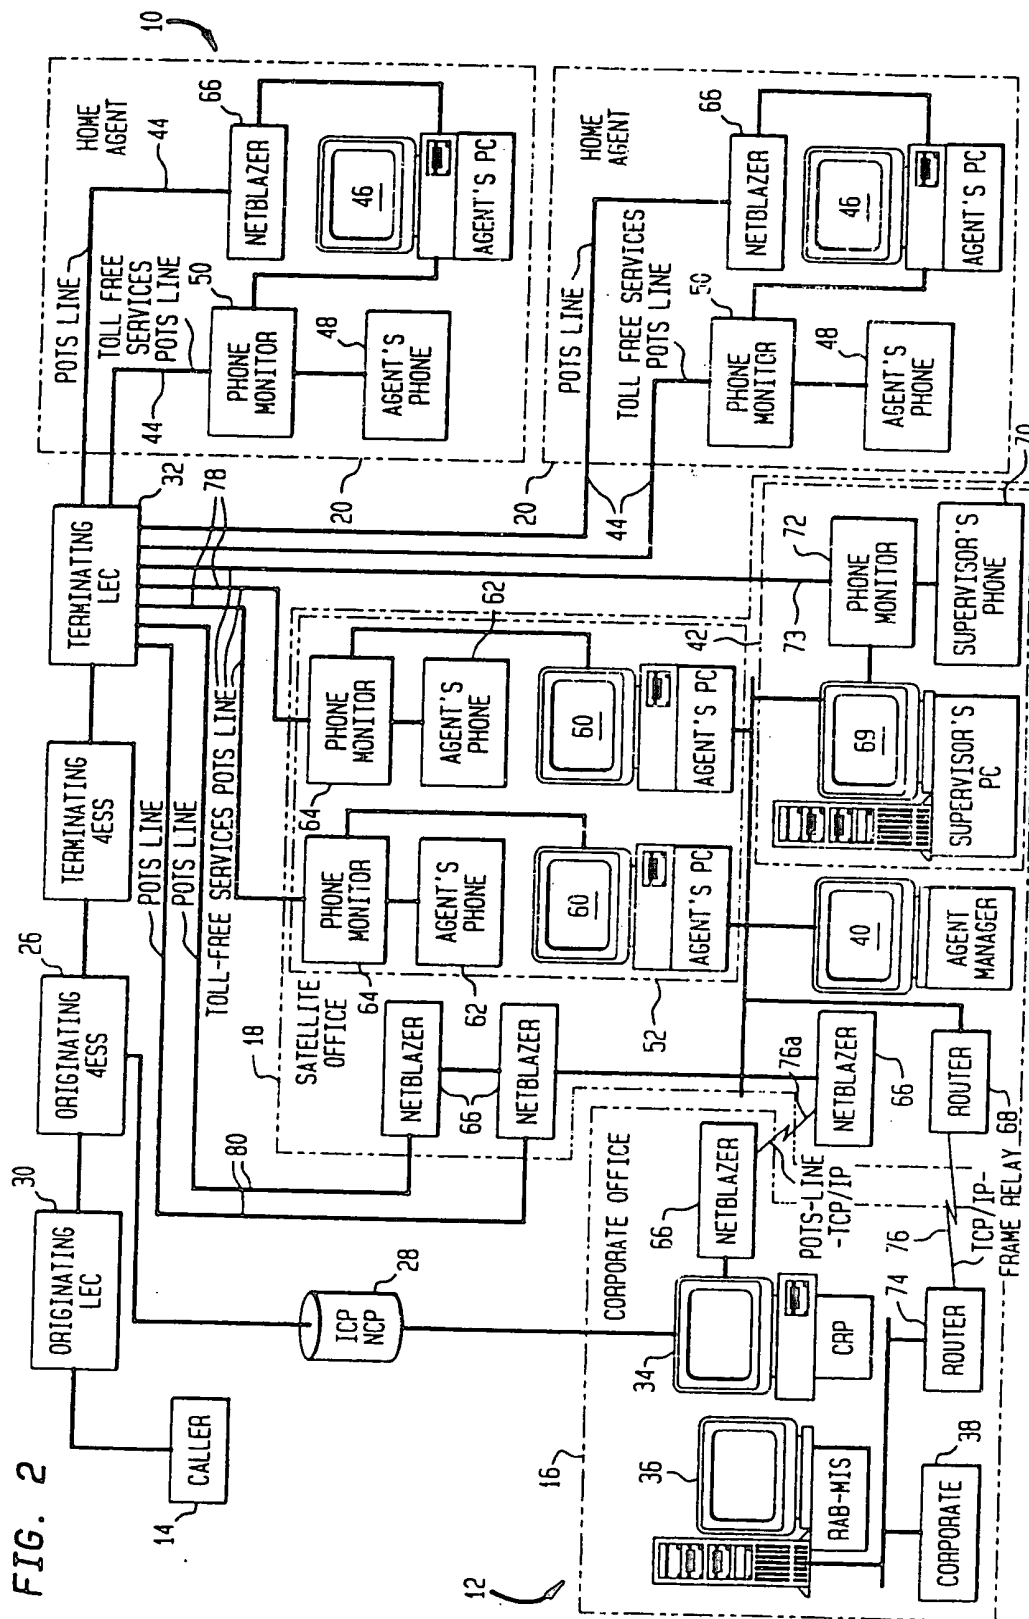 FIG. 2
10
12
CALLER
14
ORIGINATING
LEC
30
ORIGINATING
4ESS
26
TERMINATING
4ESS
TERMINATING
LEC
32
ICP
NCP
28
POTS LINE
POTS LINE
TOLL-FREE SERVICES POTS LINE
78
80
POTS LINE
44
HOME
AGENT
TOLL FREE
SERVICES
POTS LINE
44
50
PHONE
MONITOR
48
AGENT'S
PHONE
NETBLAZER
66
46
AGENT'S PC
20
POTS LINE
HOME
AGENT
TOLL FREE SERVICES
POTS LINE
44
50
PHONE
MONITOR
48
AGENT'S
PHONE
NETBLAZER
66
46
AGENT'S PC
20
18
SATELLITE
OFFICE
NETBLAZER
66
NETBLAZER
64
PHONE
MONITOR
62
AGENT'S
PHONE
60
AGENT'S PC
64
PHONE
MONITOR
62
AGENT'S
PHONE
60
AGENT'S PC
52
42
73
72
PHONE
MONITOR
70
SUPERVISOR'S
PHONE
69
SUPERVISOR'S
PC
40
AGENT
MANAGER
NETBLAZER
66
ROUTER
68
76a
16
CORPORATE OFFICE
66
NETBLAZER
POTS-LINE
-TCP/IP
34
CRP
36
RAB-MIS
CORPORATE
38
ROUTER
74
76
TCP/IP-
FRAME RELAY